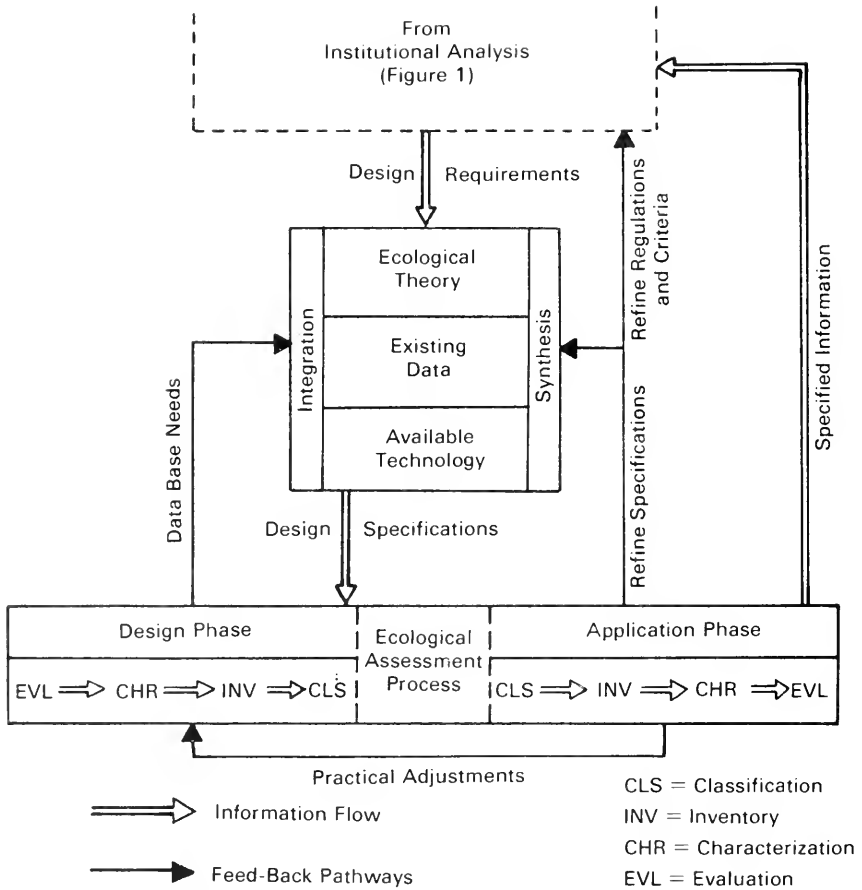 From
Institutional Analysis
(Figure 1)
Design Requirements
Integration
Ecological
Theory
Existing
Data
Available
Technology
Synthesis
Refine Regulations
and Criteria
Specified Information
Data Base Needs
Design Specifications
Refine Specifications
Design Phase
Ecological
Assessment
Process
Application Phase
EVL CHR INV CLS
CLS INV CHR EVL
Practical Adjustments
Information Flow
Feed-Back Pathways
CLS = Classification
INV = Inventory
CHR = Characterization
EVL = Evaluation